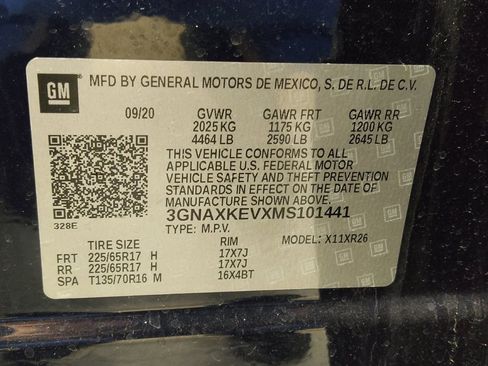 GM
MFD BY GENERAL MOTORS DE MEXICO, S. DE R.L. DE C.V.
09/20 GVWR GAWR FRT GAWR RR
2025 KG 1175 KG 1200 KG
4464 LB 2590 LB 2645 LB
THIS VEHICLE CONFORMS TO ALL
APPLICABLE U.S. FEDERAL MOTOR
VEHICLE SAFETY AND THEFT PREVENTION
STANDARDS IN EFFECT ON THE DATE OF
MANUFACTURE SHOWN ABOVE.
328E
3GNAXKEVXMS101441
TYPE: M.P.V. MODEL: X11XR26
TIRE SIZE RIM
FRT 225/65R17 H 17X7J
RR 225/65R17 H 17X7J
SPA T135/70R16 M 16X4BT